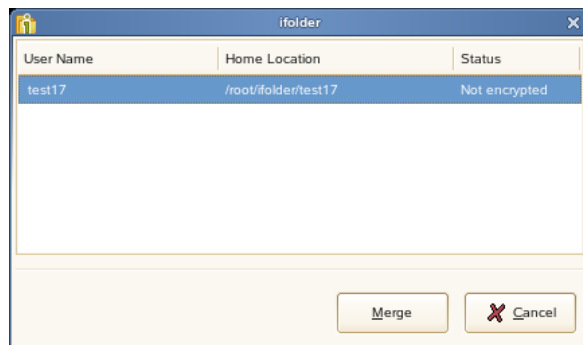 ifolder
User Name Home Location Status
test17 /root/ifolder/test17 Not encrypted
Merge Cancel